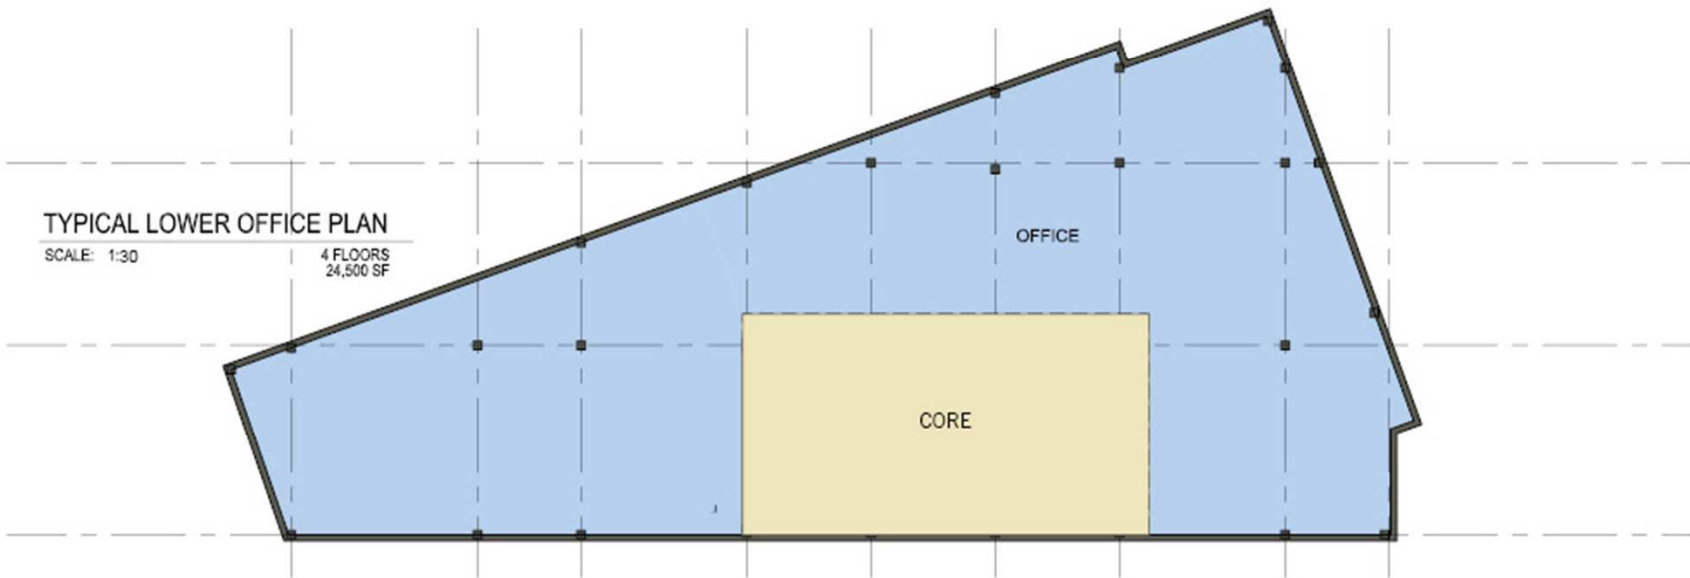 TYPICAL LOWER OFFICE PLAN
SCALE: 1:30
4 FLOORS
24,500 SF
OFFICE
CORE